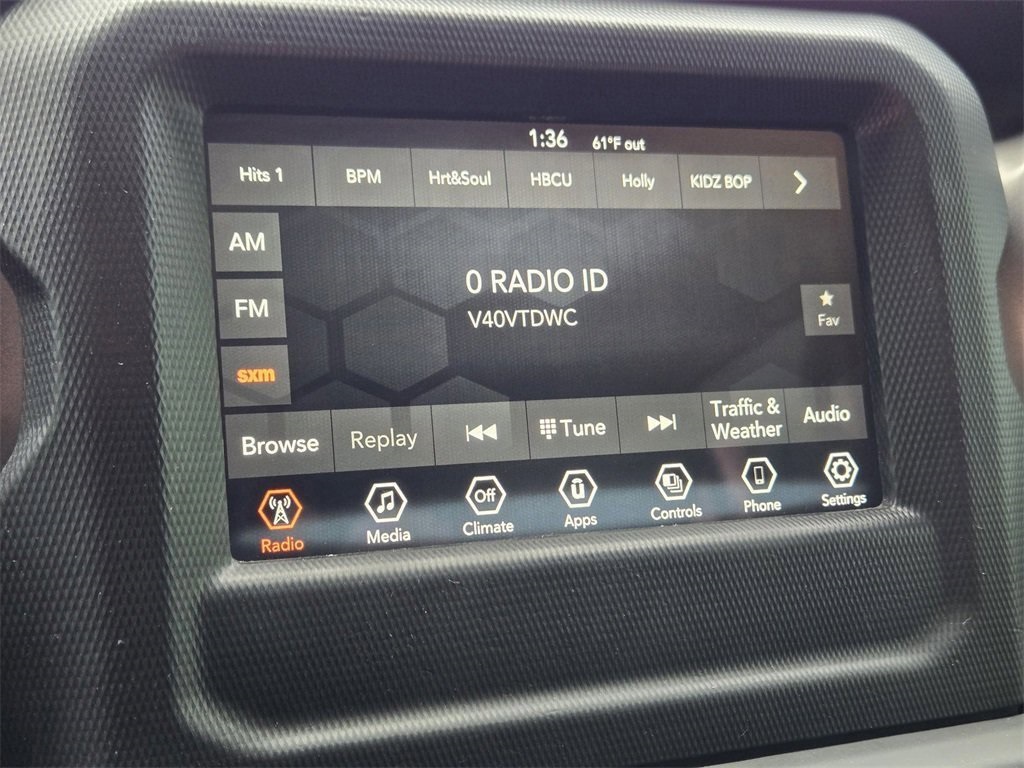 1:36 61°F out
Hits 1 BPM Hrt&Soul HBCU Holly KIDZ BOP
AM
0 RADIO ID
FM
V40VTDWC
Fav
sxm
Browse Replay Tune Traffic & Weather Audio
Off
Radio Media Climate Apps Controls Phone Settings